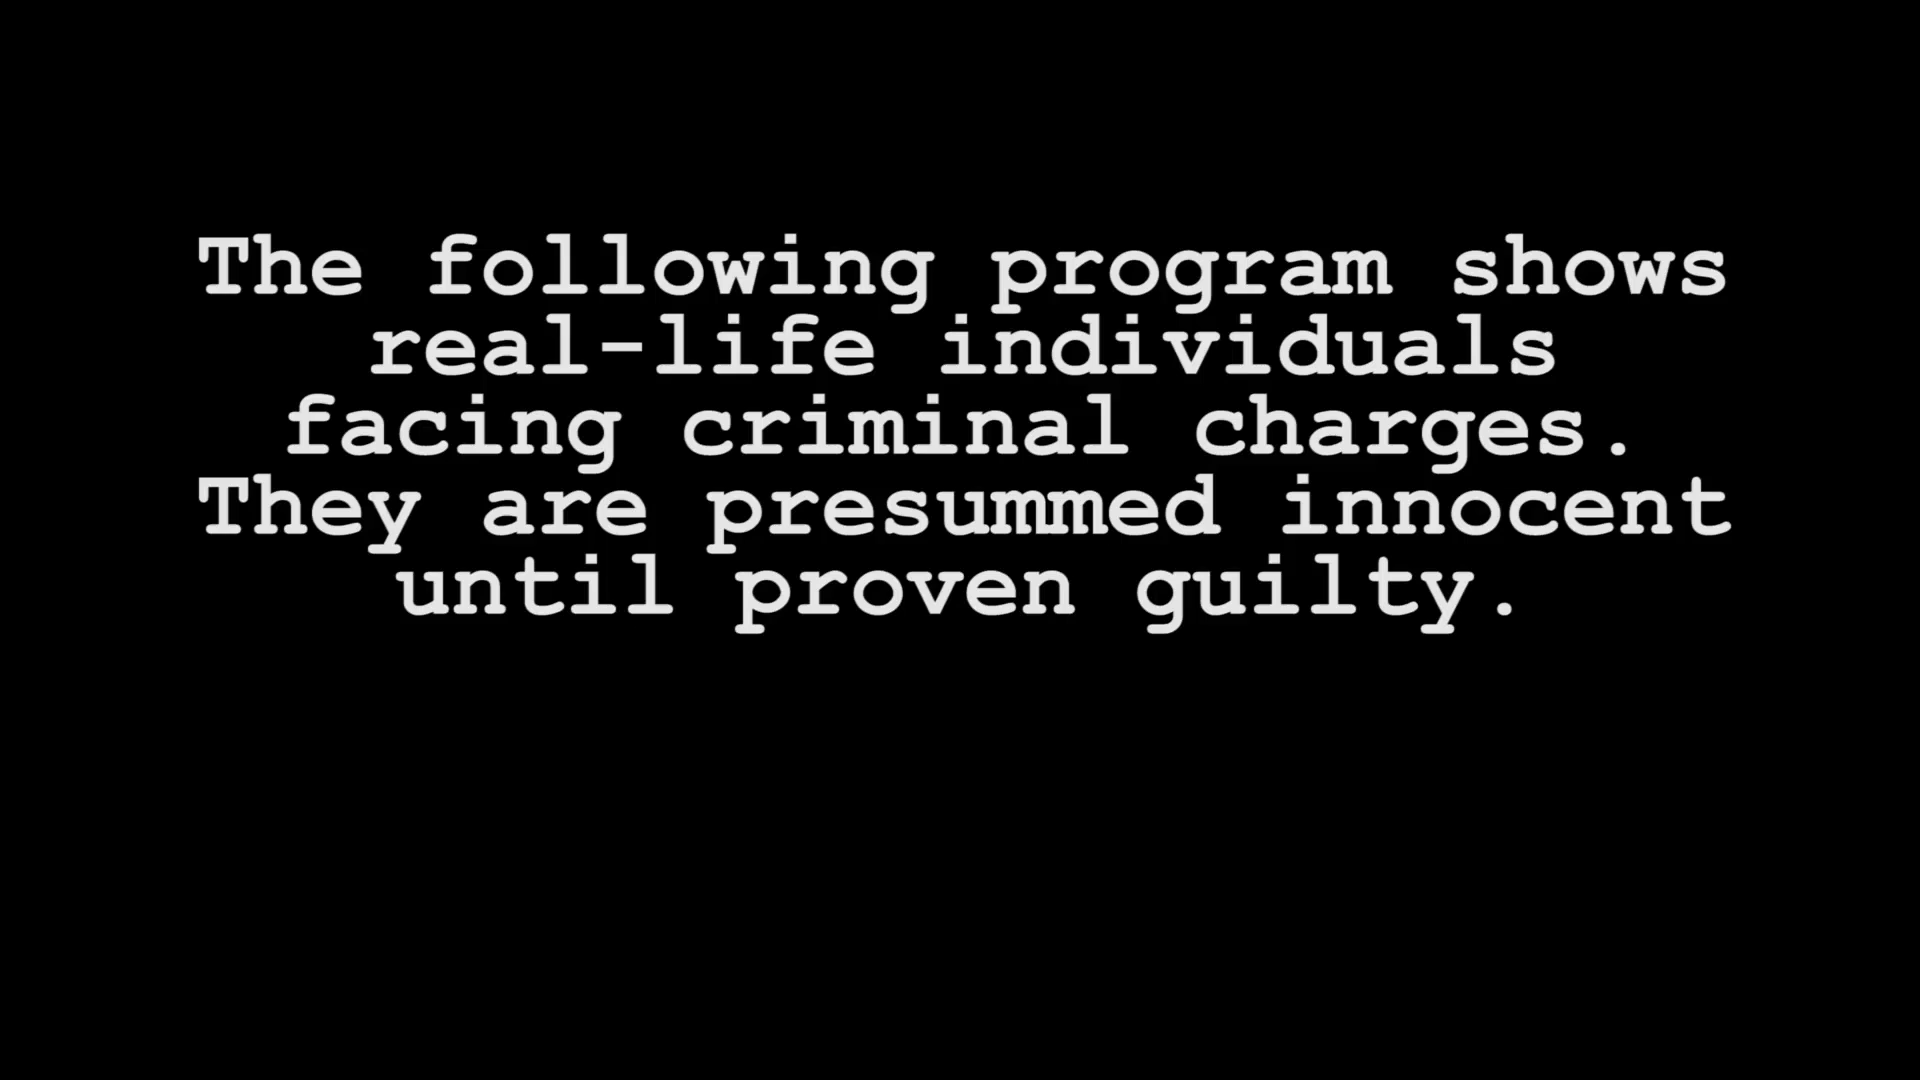 The following program shows
real-life individuals
facing criminal charges.
They are presummed innocent
until proven guilty.